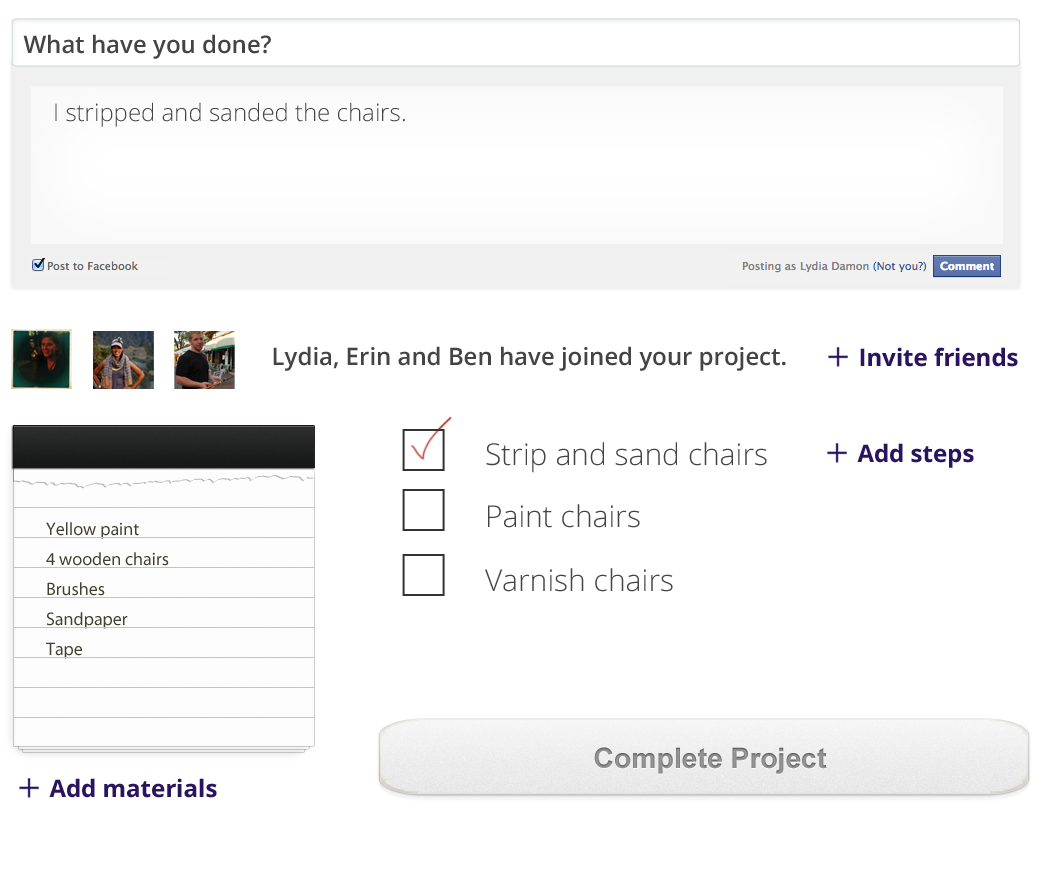 What have you done?
I stripped and sanded the chairs.
Post to Facebook
Posting as Lydia Damon (Not you?) Comment
Lydia, Erin and Ben have joined your project. + Invite friends
Strip and sand chairs + Add steps
Paint chairs
Varnish chairs
Yellow paint
4 wooden chairs
Brushes
Sandpaper
Tape
Complete Project
+ Add materials